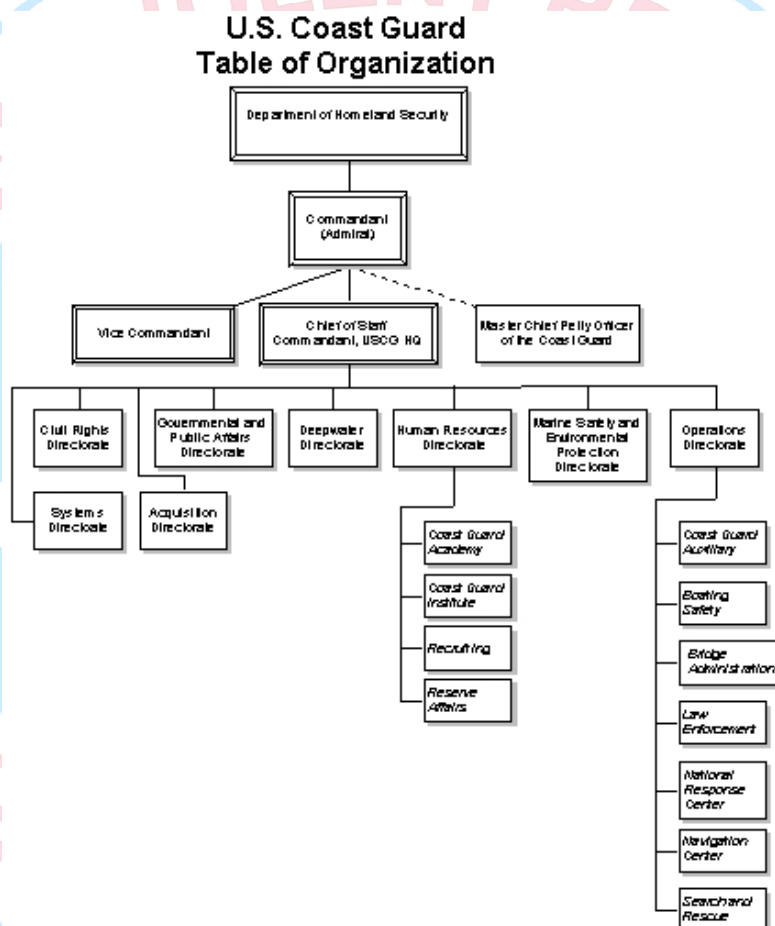 U.S. Coast Guard
Table of Organization
Department of Homeland Security
Commandant
(Admiral)
Vice Commandant
Chief of Staff
Commandant, USCG HQ
Master Chief Petty Officer
of the Coast Guard
Civil Rights
Directorate
Governmental and
Public Affairs
Directorate
Deepwater
Directorate
Human Resources
Directorate
Marine Safety and
Environmental
Protection
Directorate
Operations
Directorate
Systems
Directoate
Acquisition
Directorate
Coast Guard
Academy
Coast Guard
Institute
Recruiting
Reserve
Affairs
Coast Guard
Auxiliary
Boating
Safety
Bridge
Administration
Law
Enforcement
National
Response
Center
Navigation
Center
Search and
Rescue